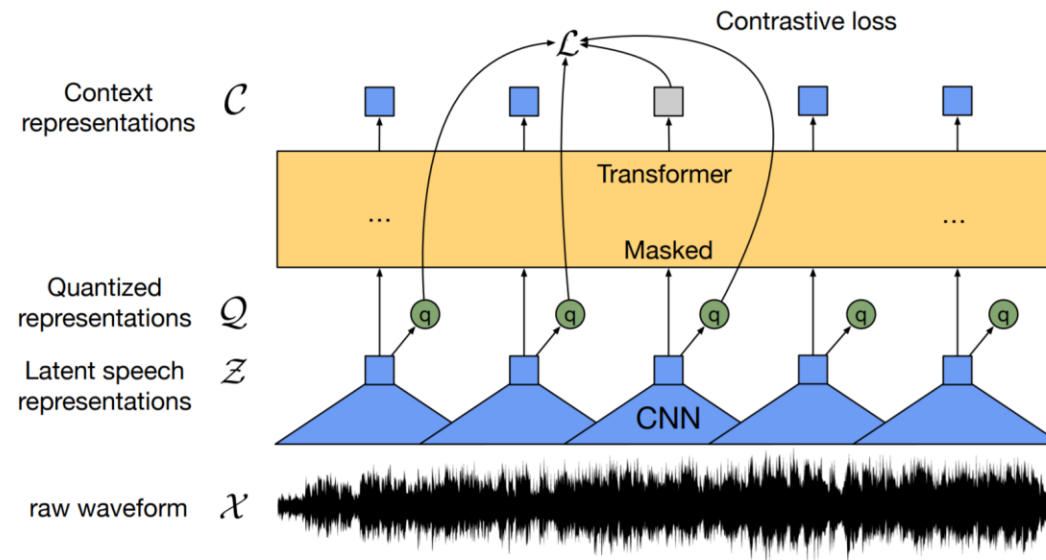 Contrastive loss
ℒ
Context
representations 𝒞
Transformer
... ...
Masked
Quantized
representations 𝒬
q q q q q
Latent speech
representations 𝒵
CNN
raw waveform 𝒳